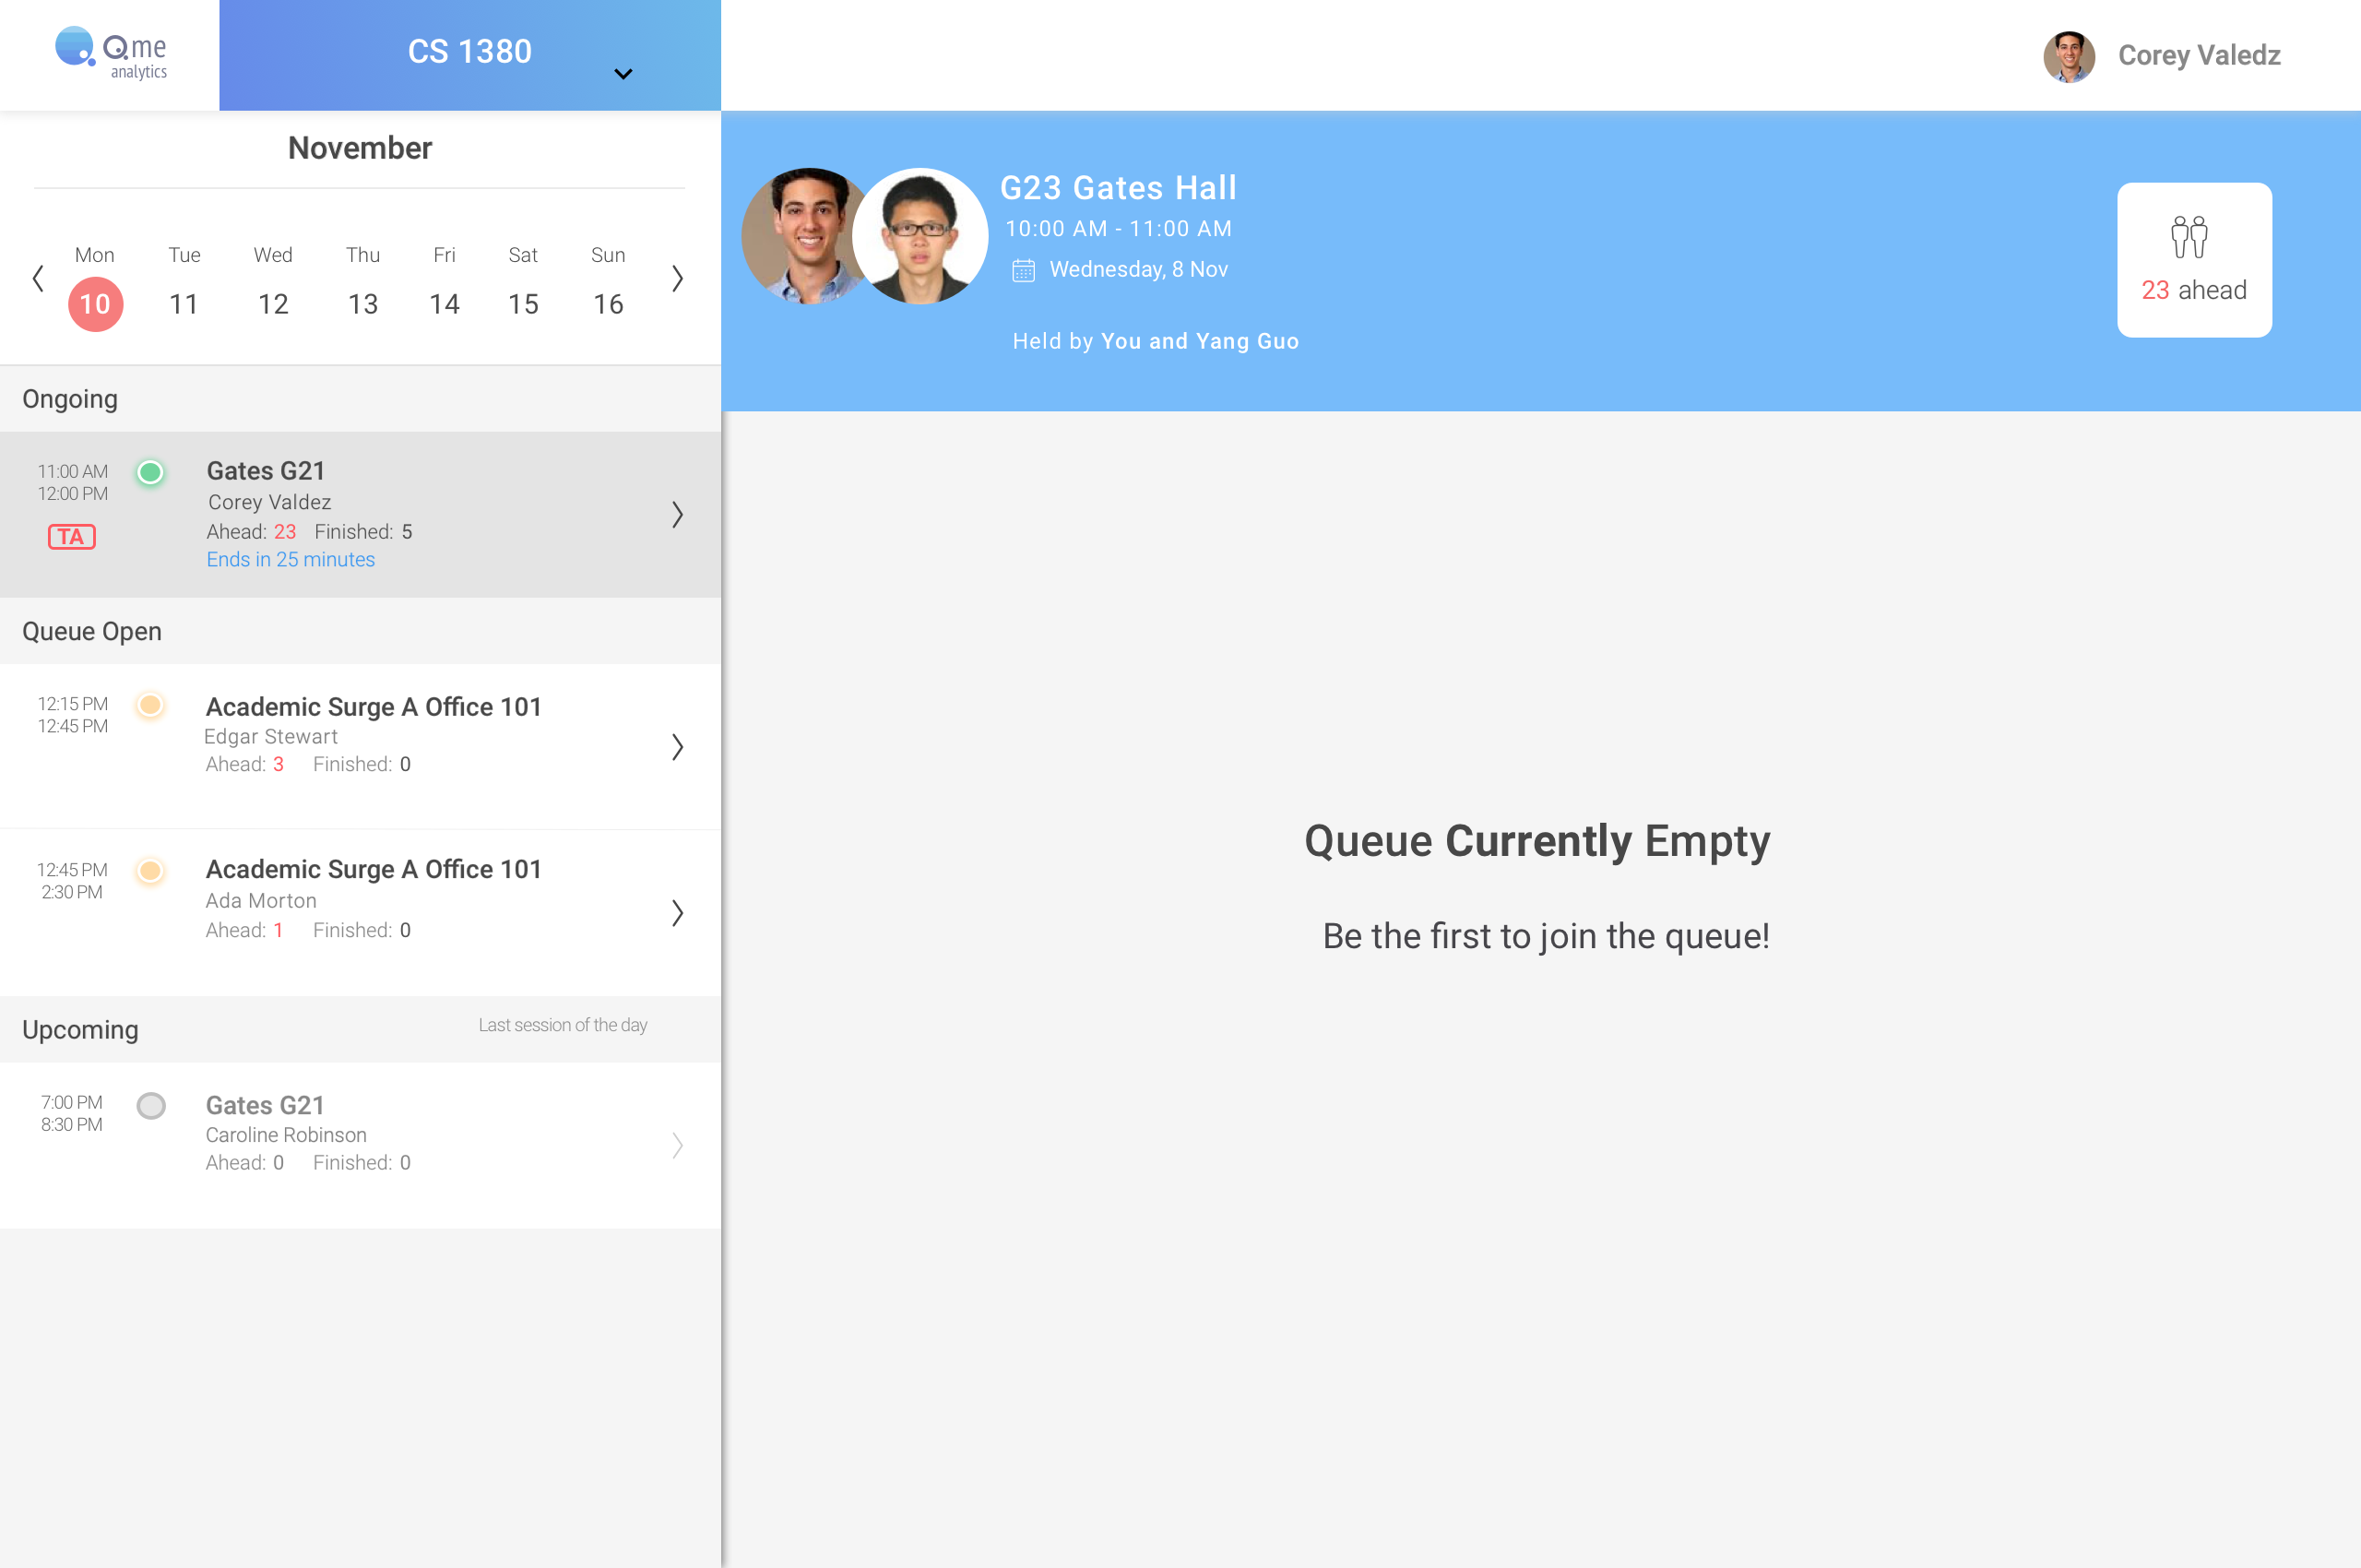 Qme
analytics
CS 1380
Corey Valedz
November
Mon Tue Wed Thu Fri Sat Sun
10 11 12 13 14 15 16
Ongoing
11:00 AM
12:00 PM
TA
Gates G21
Corey Valdez
Ahead: 23 Finished: 5
Ends in 25 minutes
Queue Open
12:15 PM
12:45 PM
Academic Surge A Office 101
Edgar Stewart
Ahead: 3 Finished: 0
12:45 PM
2:30 PM
Academic Surge A Office 101
Ada Morton
Ahead: 1 Finished: 0
Upcoming
Last session of the day
7:00 PM
8:30 PM
Gates G21
Caroline Robinson
Ahead: 0 Finished: 0
G23 Gates Hall
10:00 AM - 11:00 AM
Wednesday, 8 Nov
Held by You and Yang Guo
23 ahead
Queue Currently Empty
Be the first to join the queue!